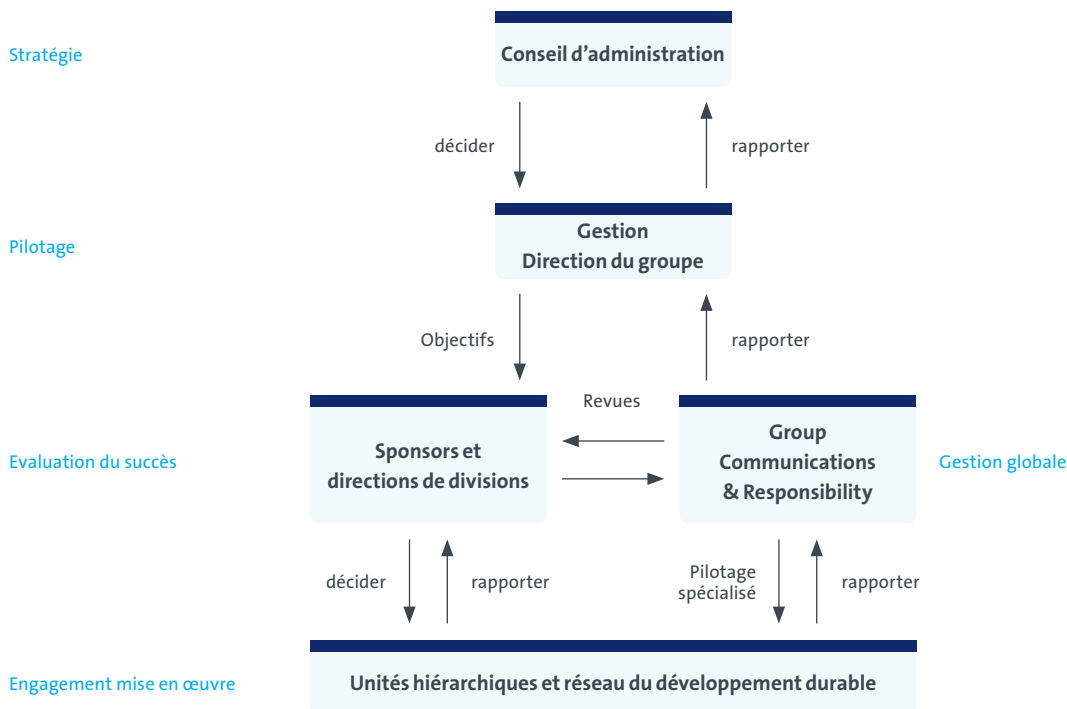 Stratégie
Conseil d’administration
décider
rapporter
Pilotage
Gestion
Direction du groupe
Objectifs
rapporter
Revues
Evaluation du succès
Sponsors et
directions de divisions
Group
Communications
& Responsibility
Gestion globale
décider
rapporter
Pilotage
spécialisé
rapporter
Engagement mise en œuvre
Unités hiérarchiques et réseau du développement durable